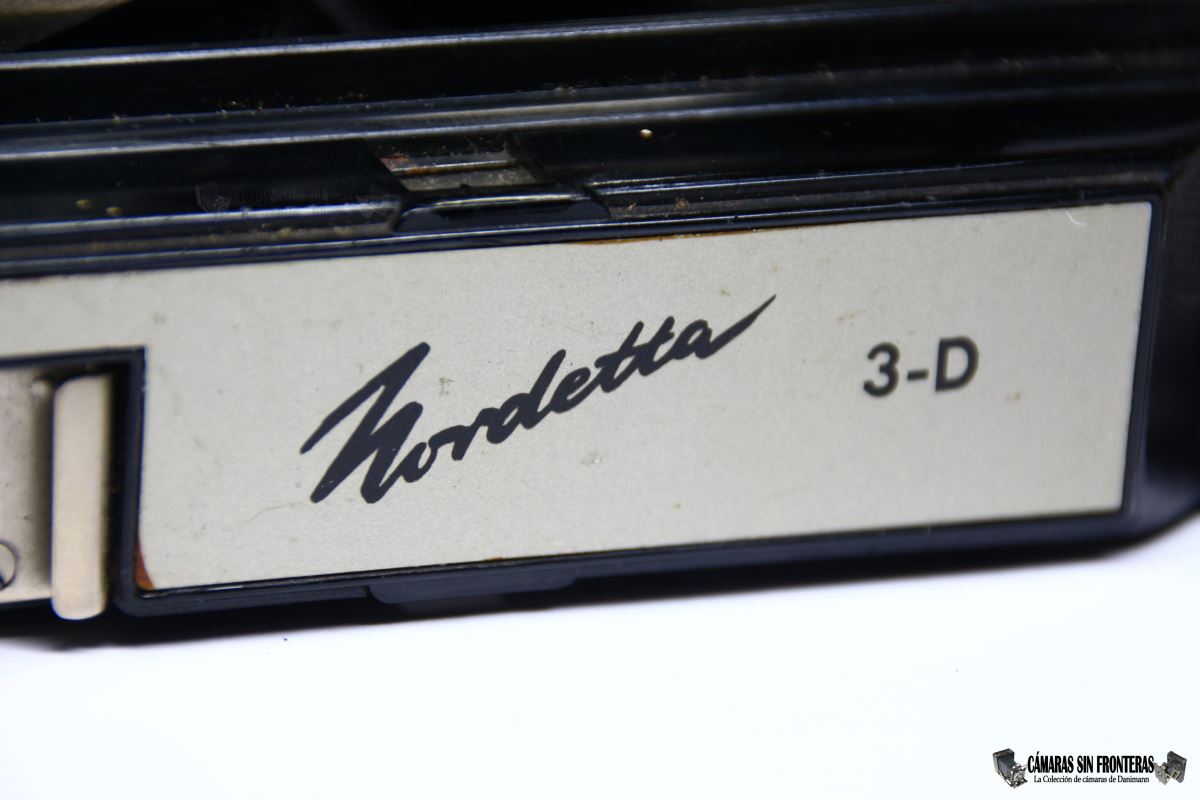 Nordetta 3-D
CÁMARAS SIN FRONTERAS
La Colección de cámaras de Danimann